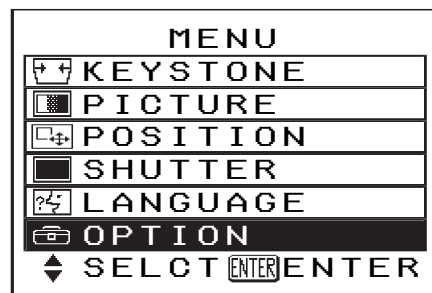 MENU
KEYSTONE
PICTURE
POSITION
SHUTTER
LANGUAGE
OPTION
SELCT ENTER ENTER